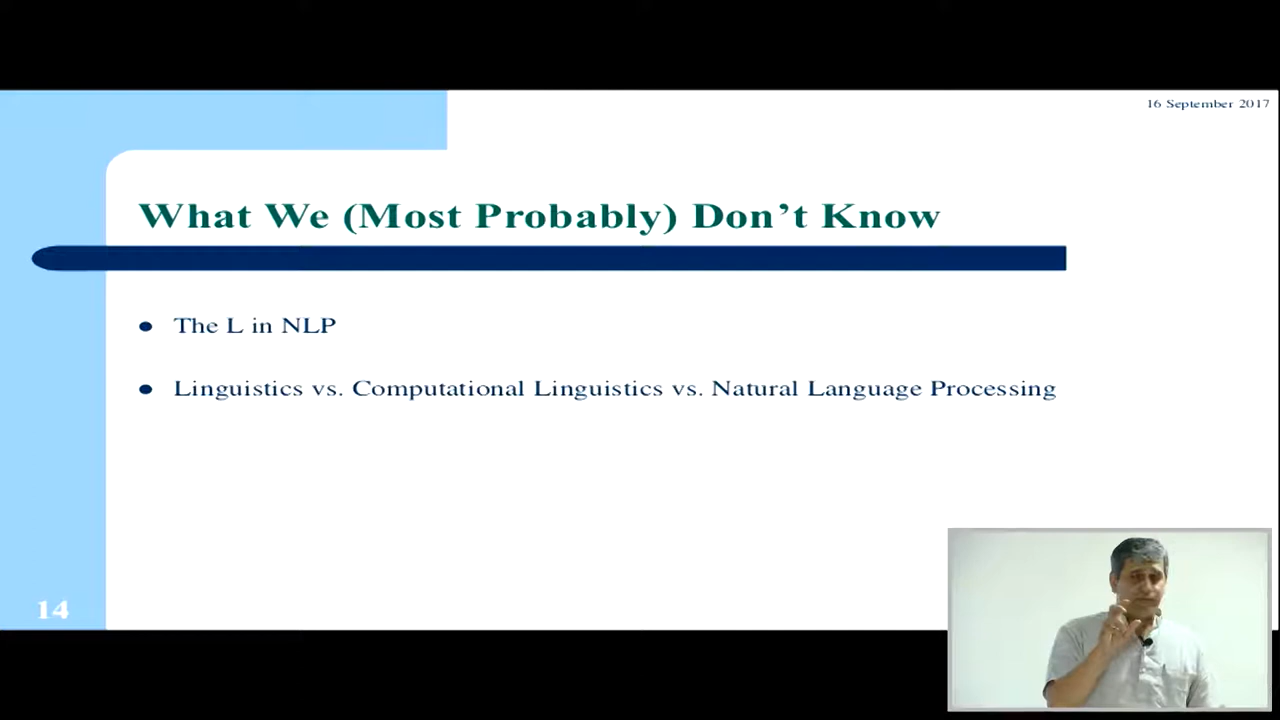 16 September 2017
What We (Most Probably) Don’t Know
● The L in NLP
● Linguistics vs. Computational Linguistics vs. Natural Language Processing
14